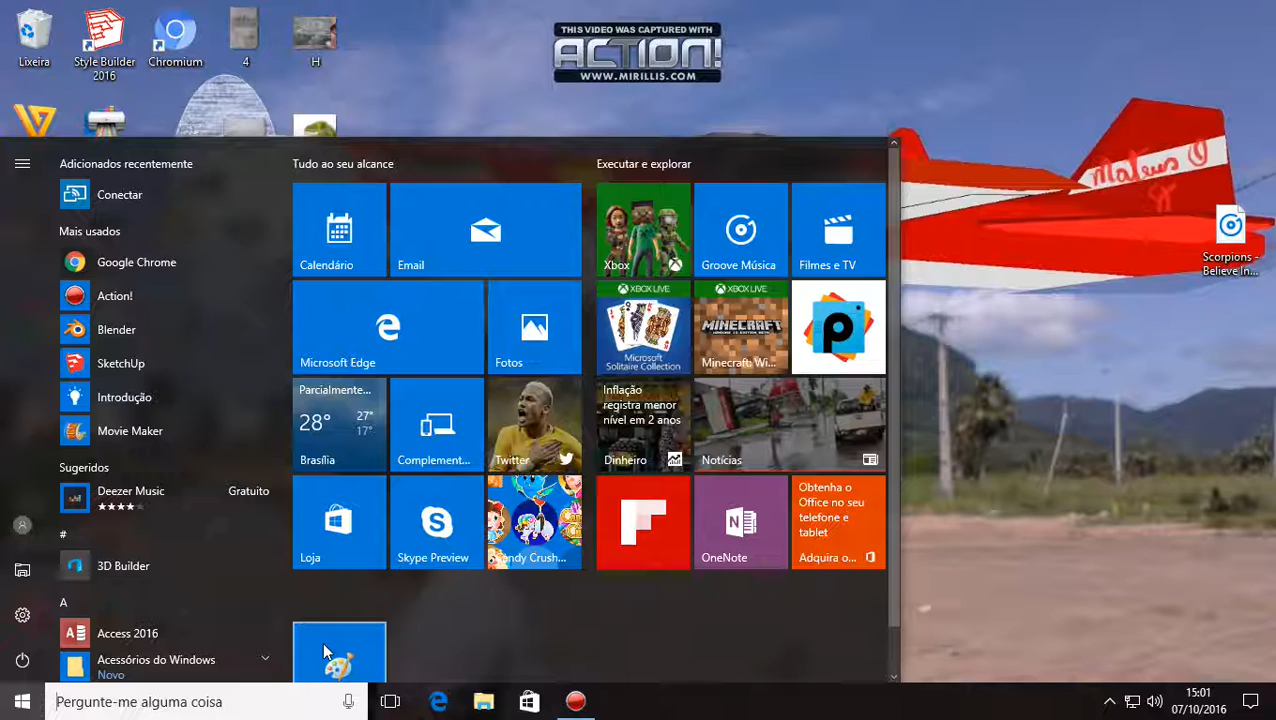 Lixeira
Style Builder
2016
Chromium
4
H
THIS VIDEO WAS CAPTURED WITH
ACTION!
WWW.MIRILLIS.COM
Mateus O
Scorpions -
Believe In...
Adicionados recentemente
Conectar
Mais usados
Google Chrome
Action!
Blender
SketchUp
Introdução
Movie Maker
Sugeridos
Deezer Music
Gratuito
#
3D Builder
A
Access 2016
Acessórios do Windows
Novo
Tudo ao seu alcance
Calendário
Email
Microsoft Edge
Fotos
Parcialmente...
28°
27°
17°
Brasília
Complement...
Twitter
Loja
Skype Preview
andy Crush...
Executar e explorar
Xbox
Groove Música
Filmes e TV
XBOX LIVE
Microsoft
Solitaire Collection
XBOX LIVE
MINECRAFT
Minecraft: Wi...
p
Inflação
registra menor
nível em 2 anos
Dinheiro
Notícias
OneNote
Obtenha o
Office no seu
telefone e
tablet
Adquira o...
Pergunte-me alguma coisa
15:01
07/10/2016